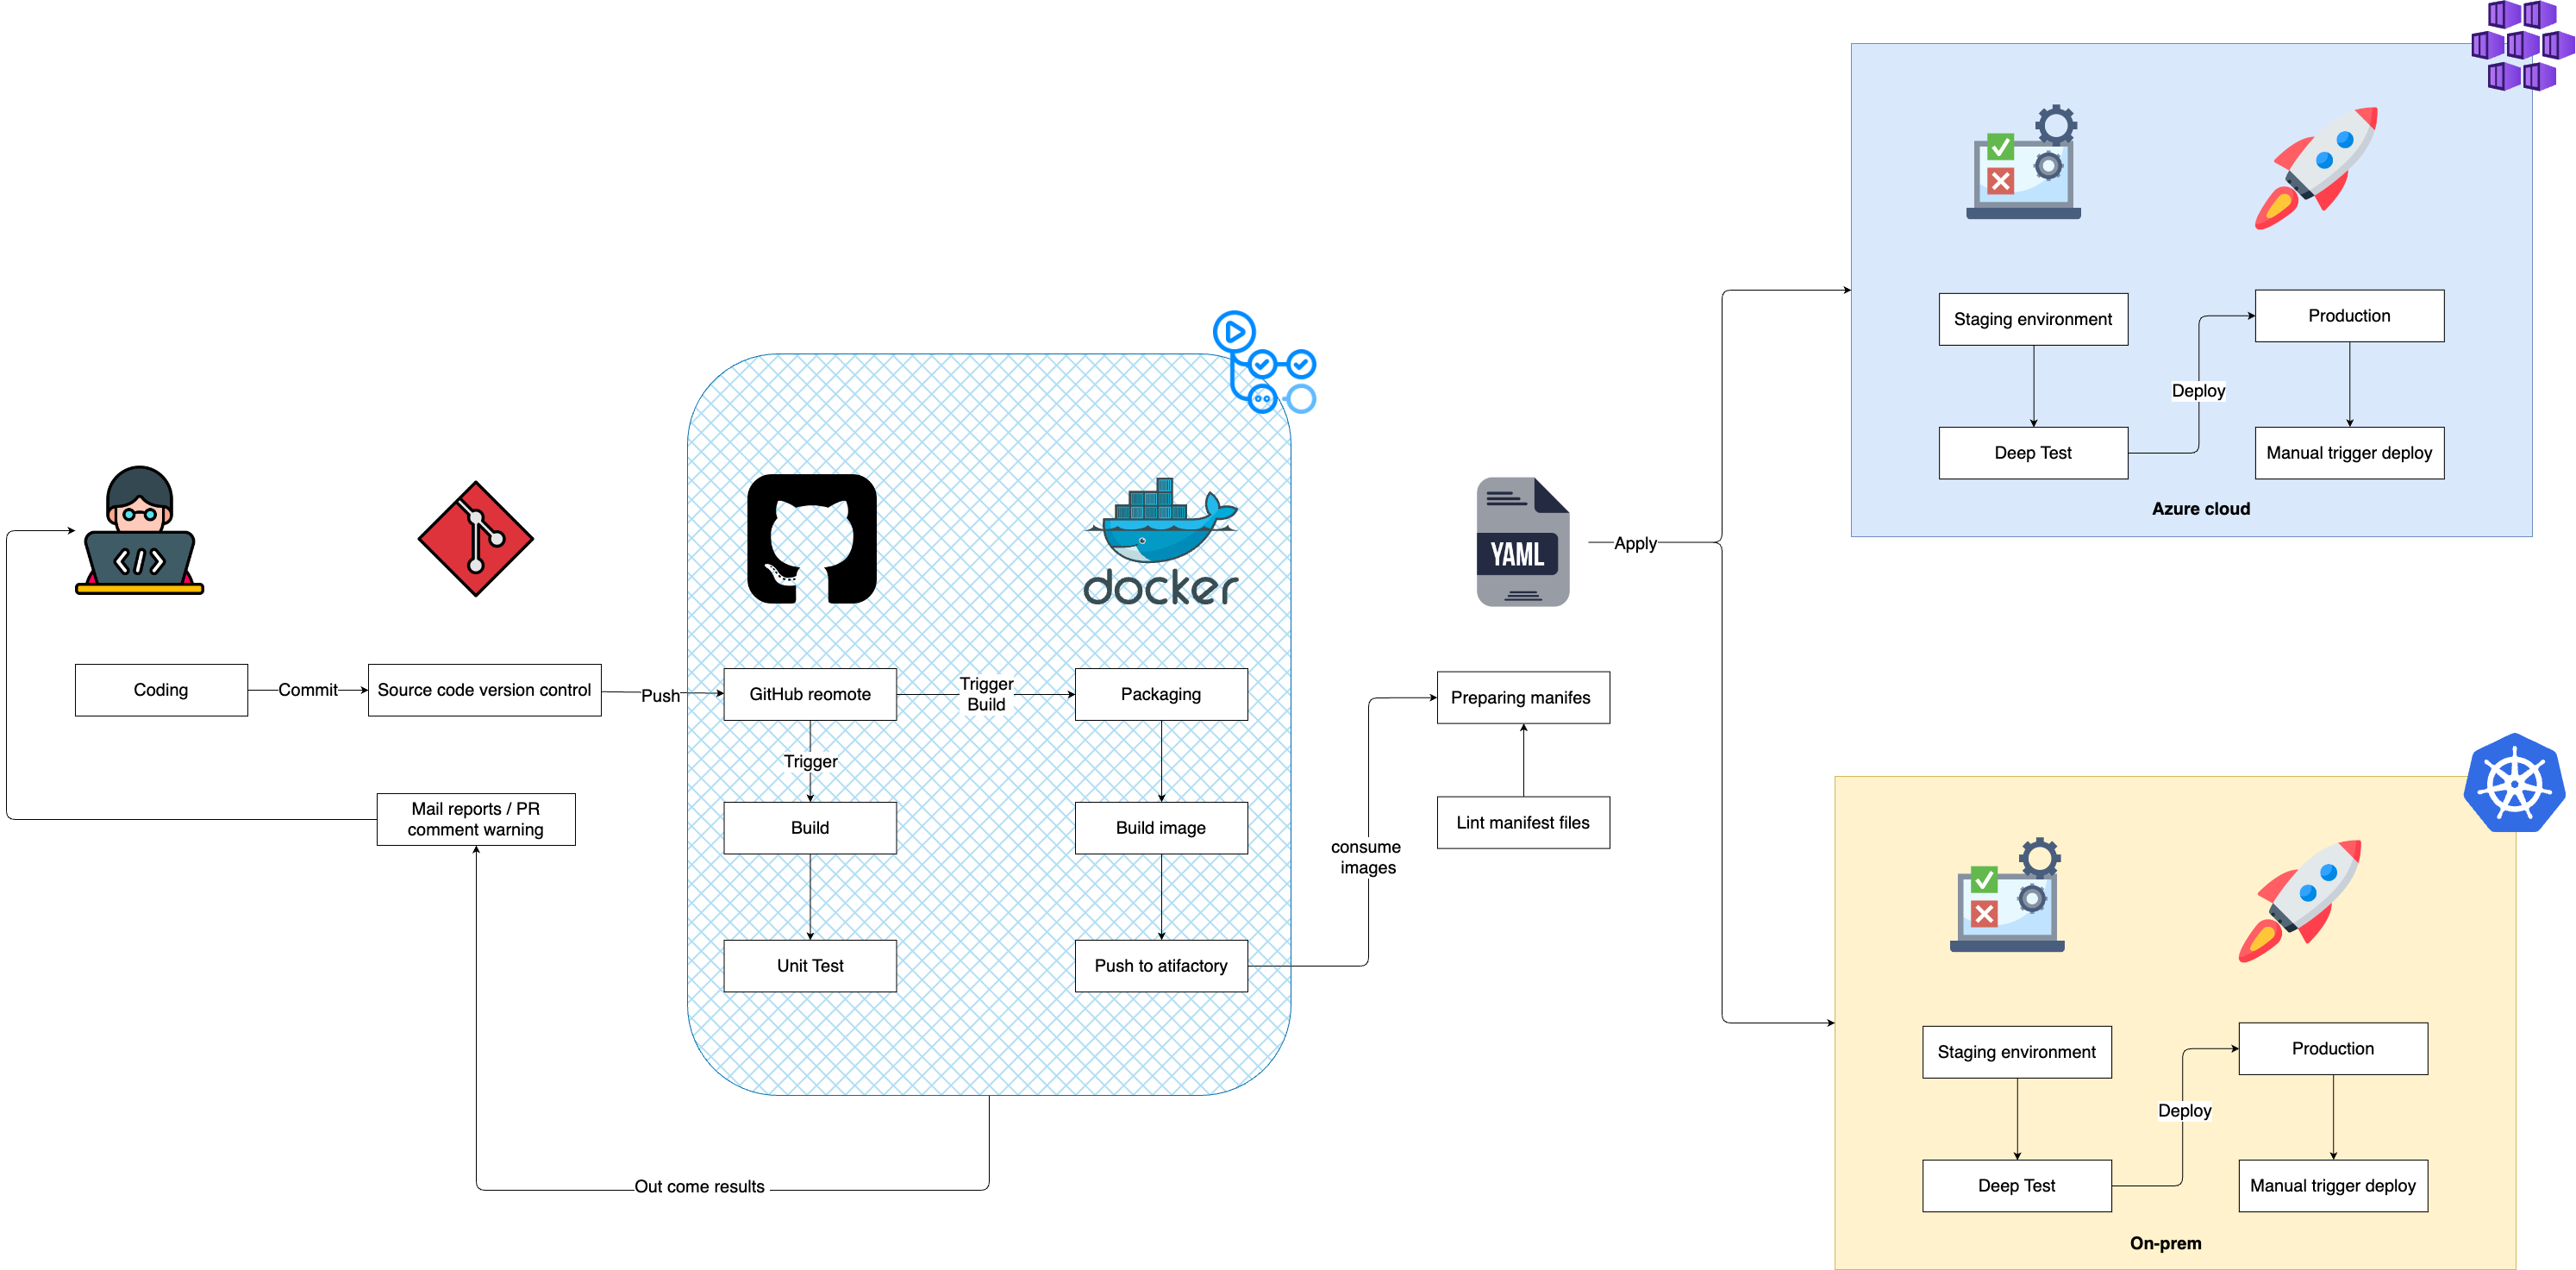 Coding
Commit
Source code version control
Push
Mail reports / PR
comment warning
Out come results
docker
GitHub reomote
Trigger
Build
Packaging
Trigger
Build
Build image
Unit Test
Push to atifactory
consume
images
YAML
Preparing manifes
Lint manifest files
Apply
Staging environment
Production
Deploy
Deep Test
Manual trigger deploy
Azure cloud
Staging environment
Production
Deploy
Deep Test
Manual trigger deploy
On-prem